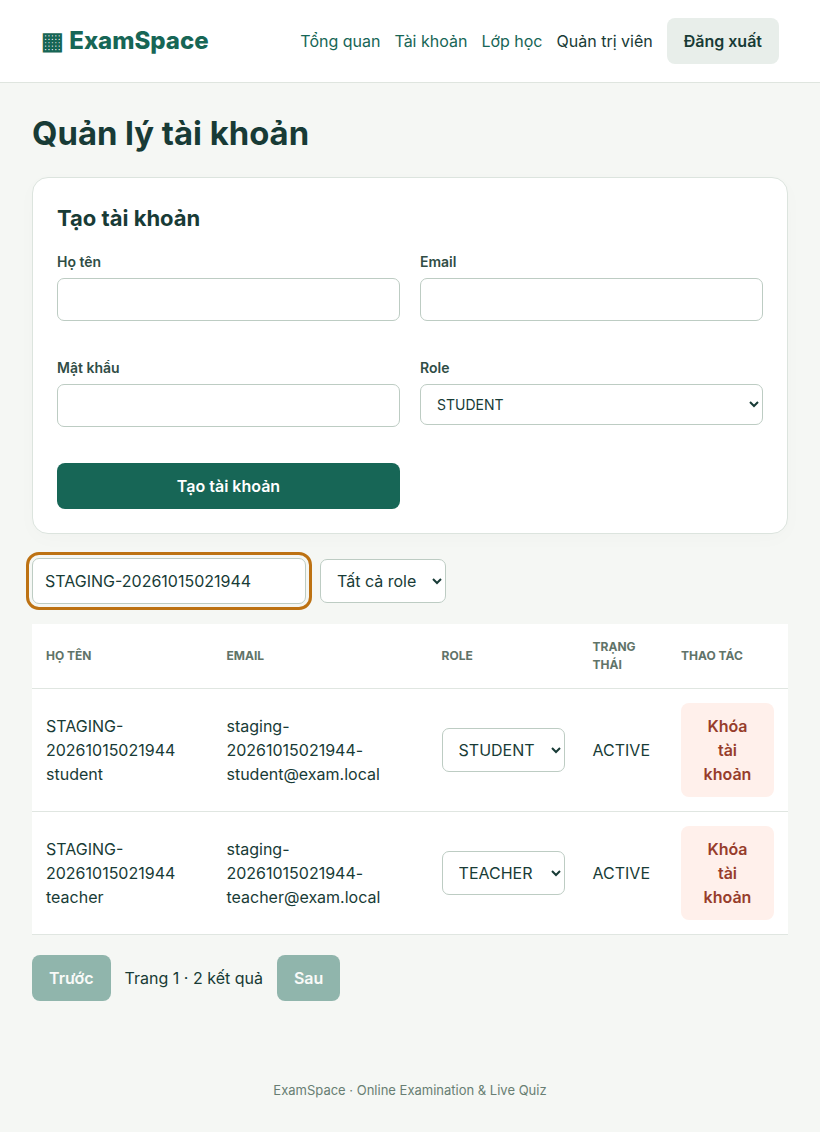 ExamSpace
Tổng quan Tài khoản Lớp học Quản trị viên Đăng xuất
Quản lý tài khoản
Tạo tài khoản
Họ tên Email
Mật khẩu Role
STUDENT
Tạo tài khoản
STAGING-20261015021944 Tất cả role
HỌ TÊN EMAIL ROLE TRẠNG THÁI THAO TÁC
STAGING-
20261015021944
student
staging-
20261015021944-
student@exam.local
STUDENT
ACTIVE
Khóa
tài
khoản
STAGING-
20261015021944
teacher
staging-
20261015021944-
teacher@exam.local
TEACHER
ACTIVE
Khóa
tài
khoản
Trước Trang 1 · 2 kết quả Sau
ExamSpace · Online Examination & Live Quiz